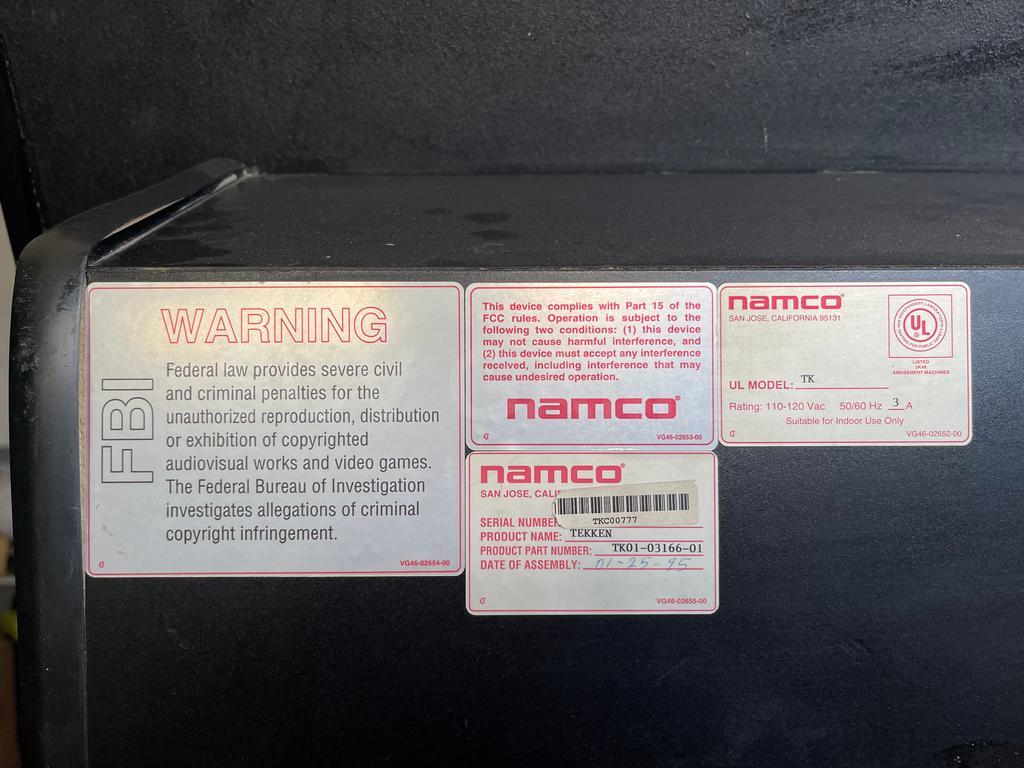 WARNING
FBI
Federal law provides severe civil
and criminal penalties for the
unauthorized reproduction, distribution
or exhibition of copyrighted
audiovisual works and video games.
The Federal Bureau of Investigation
investigates allegations of criminal
copyright infringement.
VG46-02654-00
This device complies with Part 15 of the
FCC rules. Operation is subject to the
following two conditions: (1) this device
may not cause harmful interference, and
(2) this device must accept any interference
received, including interference that may
cause undesired operation.
namco®
VG46-02653-00
namco®
SAN JOSE, CALIFORNIA 95131
UL®
LISTED
3K48
AMUSEMENT MACHINES
UL MODEL: TK
Rating: 110-120 Vac 50/60 Hz 3 A
Suitable for Indoor Use Only
VG46-02652-00
namco®
SAN JOSE, CALI
SERIAL NUMBER TKC00777
PRODUCT NAME: TEKKEN
PRODUCT PART NUMBER: TK01-03166-01
DATE OF ASSEMBLY: 01-25-95
VG46-02655-00